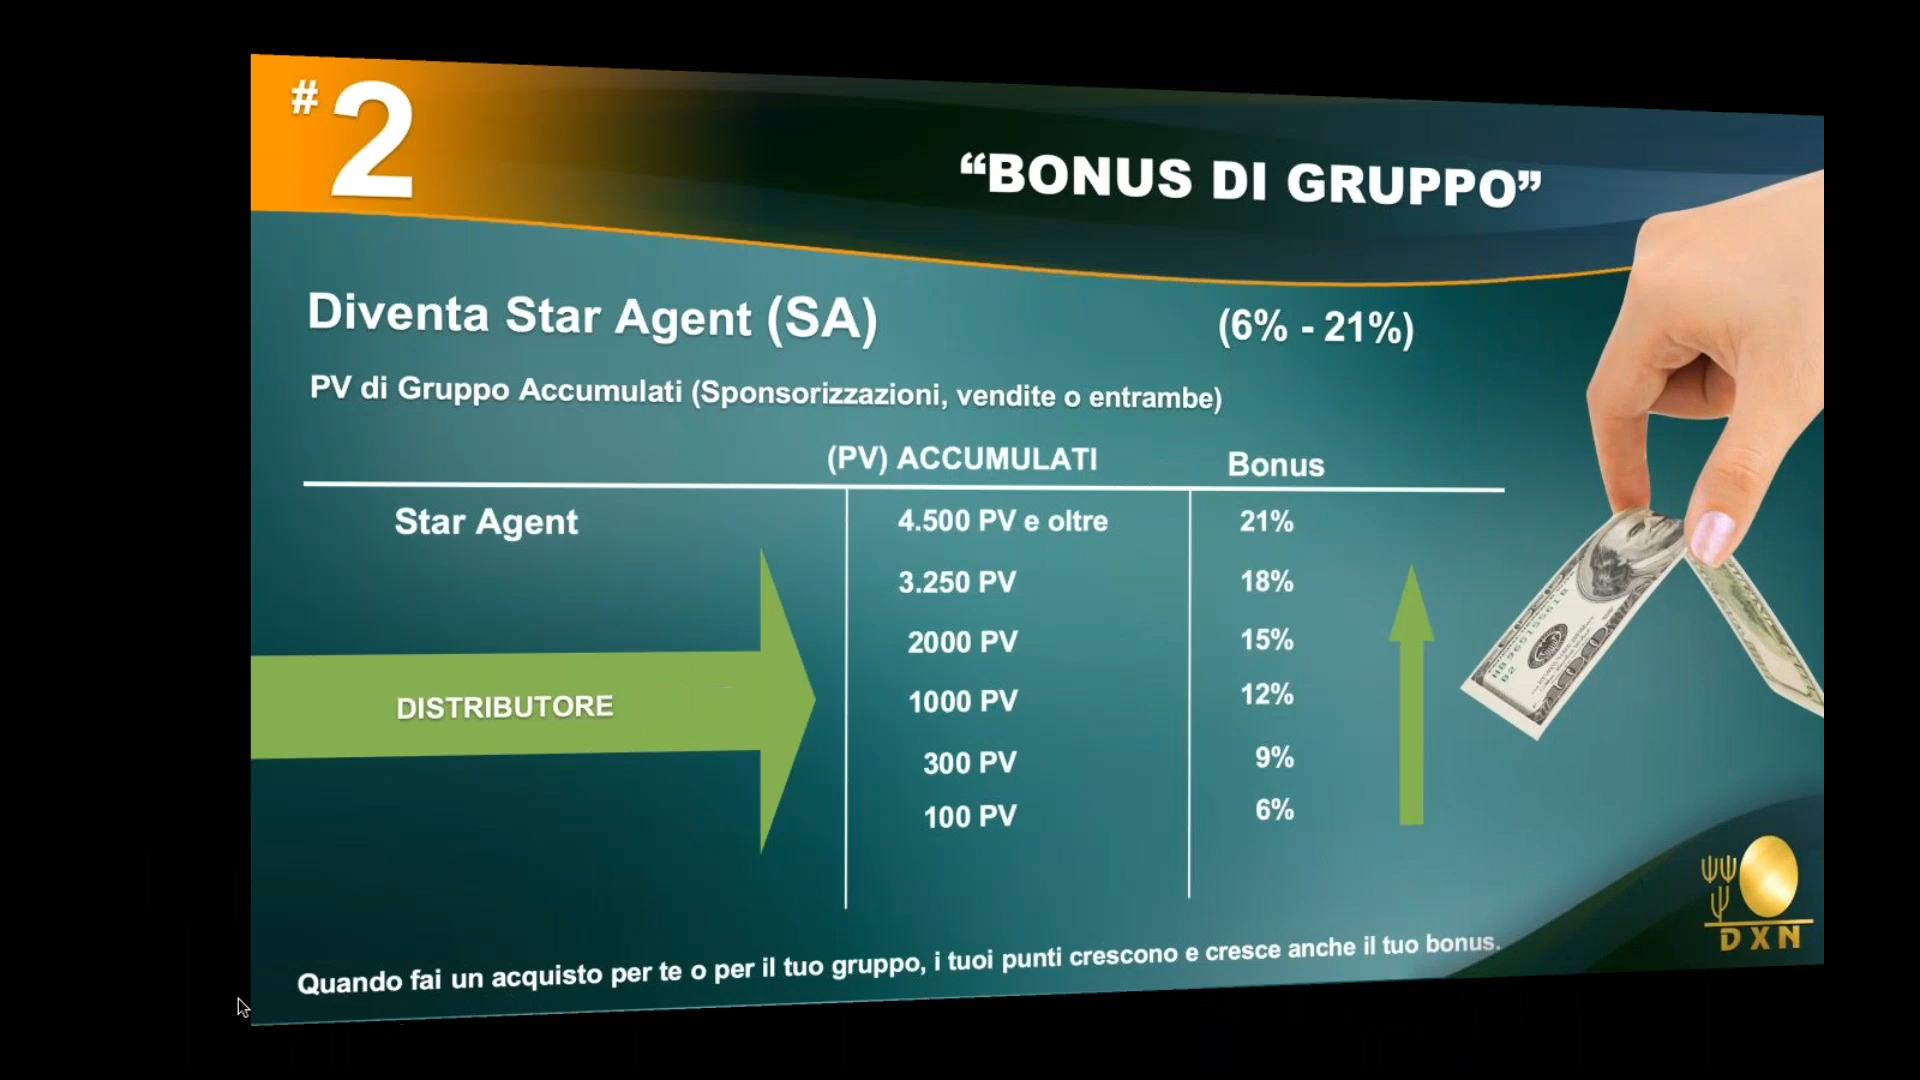 #2
“BONUS DI GRUPPO”
Diventa Star Agent (SA) (6% - 21%)
PV di Gruppo Accumulati (Sponsorizzazioni, vendite o entrambe)
(PV) ACCUMULATI Bonus
Star Agent 4.500 PV e oltre 21%
3.250 PV 18%
2000 PV 15%
DISTRIBUTORE 1000 PV 12%
300 PV 9%
100 PV 6%
Quando fai un acquisto per te o per il tuo gruppo, i tuoi punti crescono e cresce anche il tuo bonus.
DXN